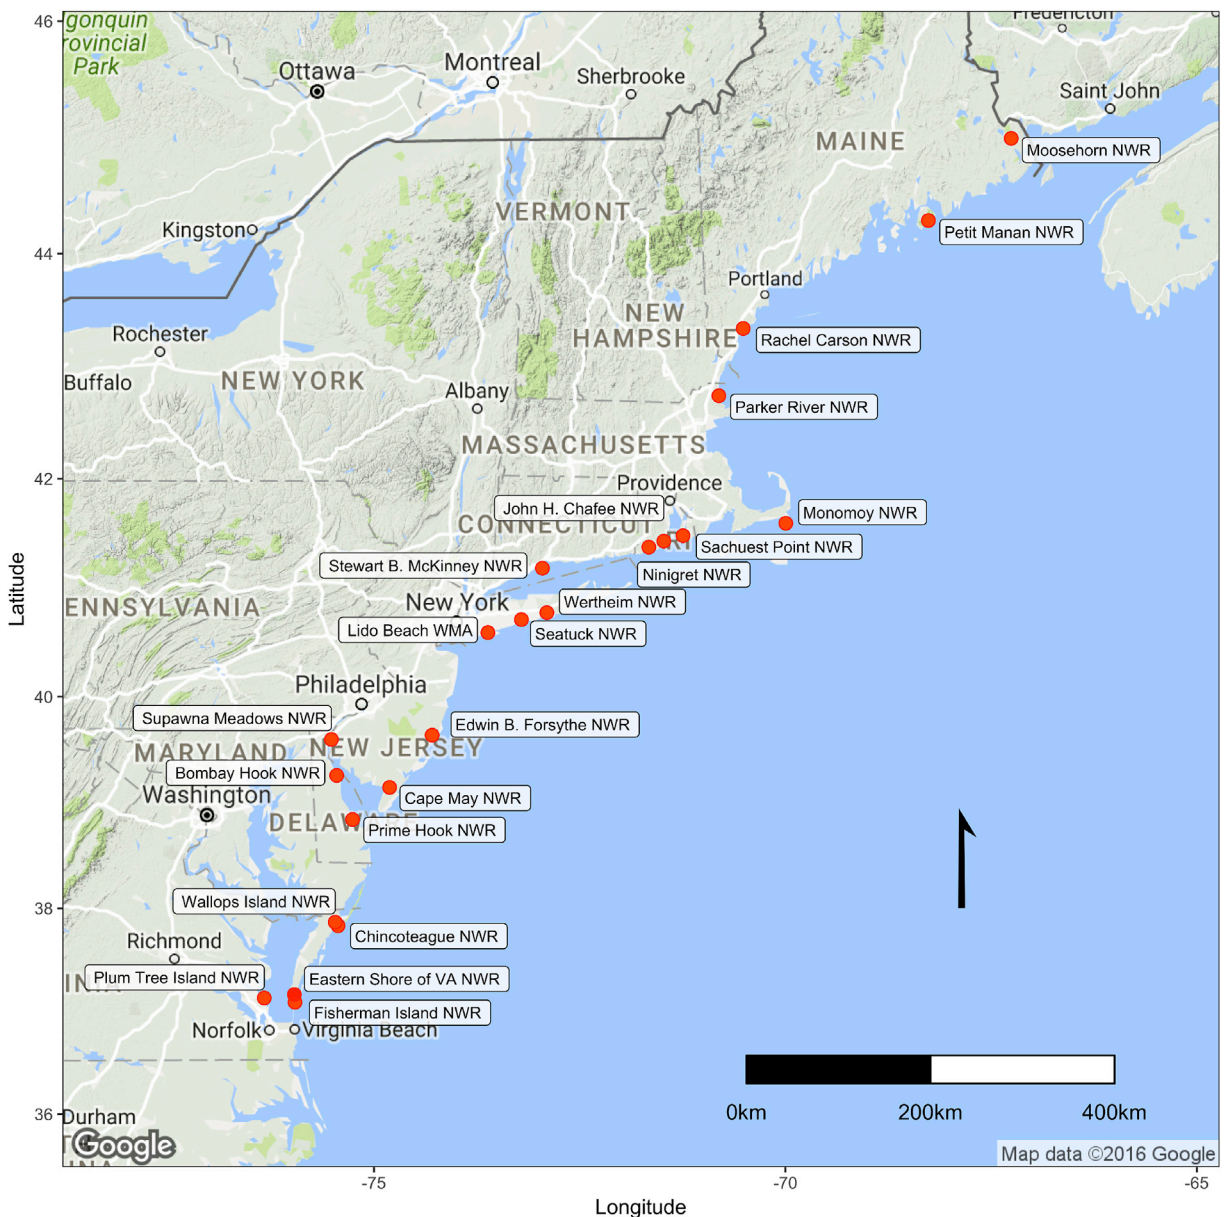 46
gonquin
rovincial
Park
Ottawa
Montreal
Sherbrooke
Fredericton
Saint John
MAINE
Moosehorn NWR
VERMONT
Kingston
Petit Manan NWR
44
Portland
NEW
HAMPSHIRE
Rochester
Rachel Carson NWR
Buffalo
NEW YORK
Albany
Parker River NWR
MASSACHUSETTS
42
Providence
John H. Chafee NWR
Monomoy NWR
CONNECTICUT
RI
Sachuest Point NWR
Stewart B. McKinney NWR
Ninigret NWR
ENNSYLVANIA
New York
Wertheim NWR
Lido Beach WMA
Seatuck NWR
Latitude
40
Philadelphia
Supawna Meadows NWR
Edwin B. Forsythe NWR
MARYLAND
NEW JERSEY
Bombay Hook NWR
Washington
Cape May NWR
DELAWARE
Prime Hook NWR
Wallops Island NWR
38
Chincoteague NWR
Richmond
Plum Tree Island NWR
Eastern Shore of VA NWR
INIA
Fisherman Island NWR
Norfolk
Virginia Beach
36
Durham
0km
200km
400km
Google
Map data ©2016 Google
INA
-75
-70
-65
Longitude